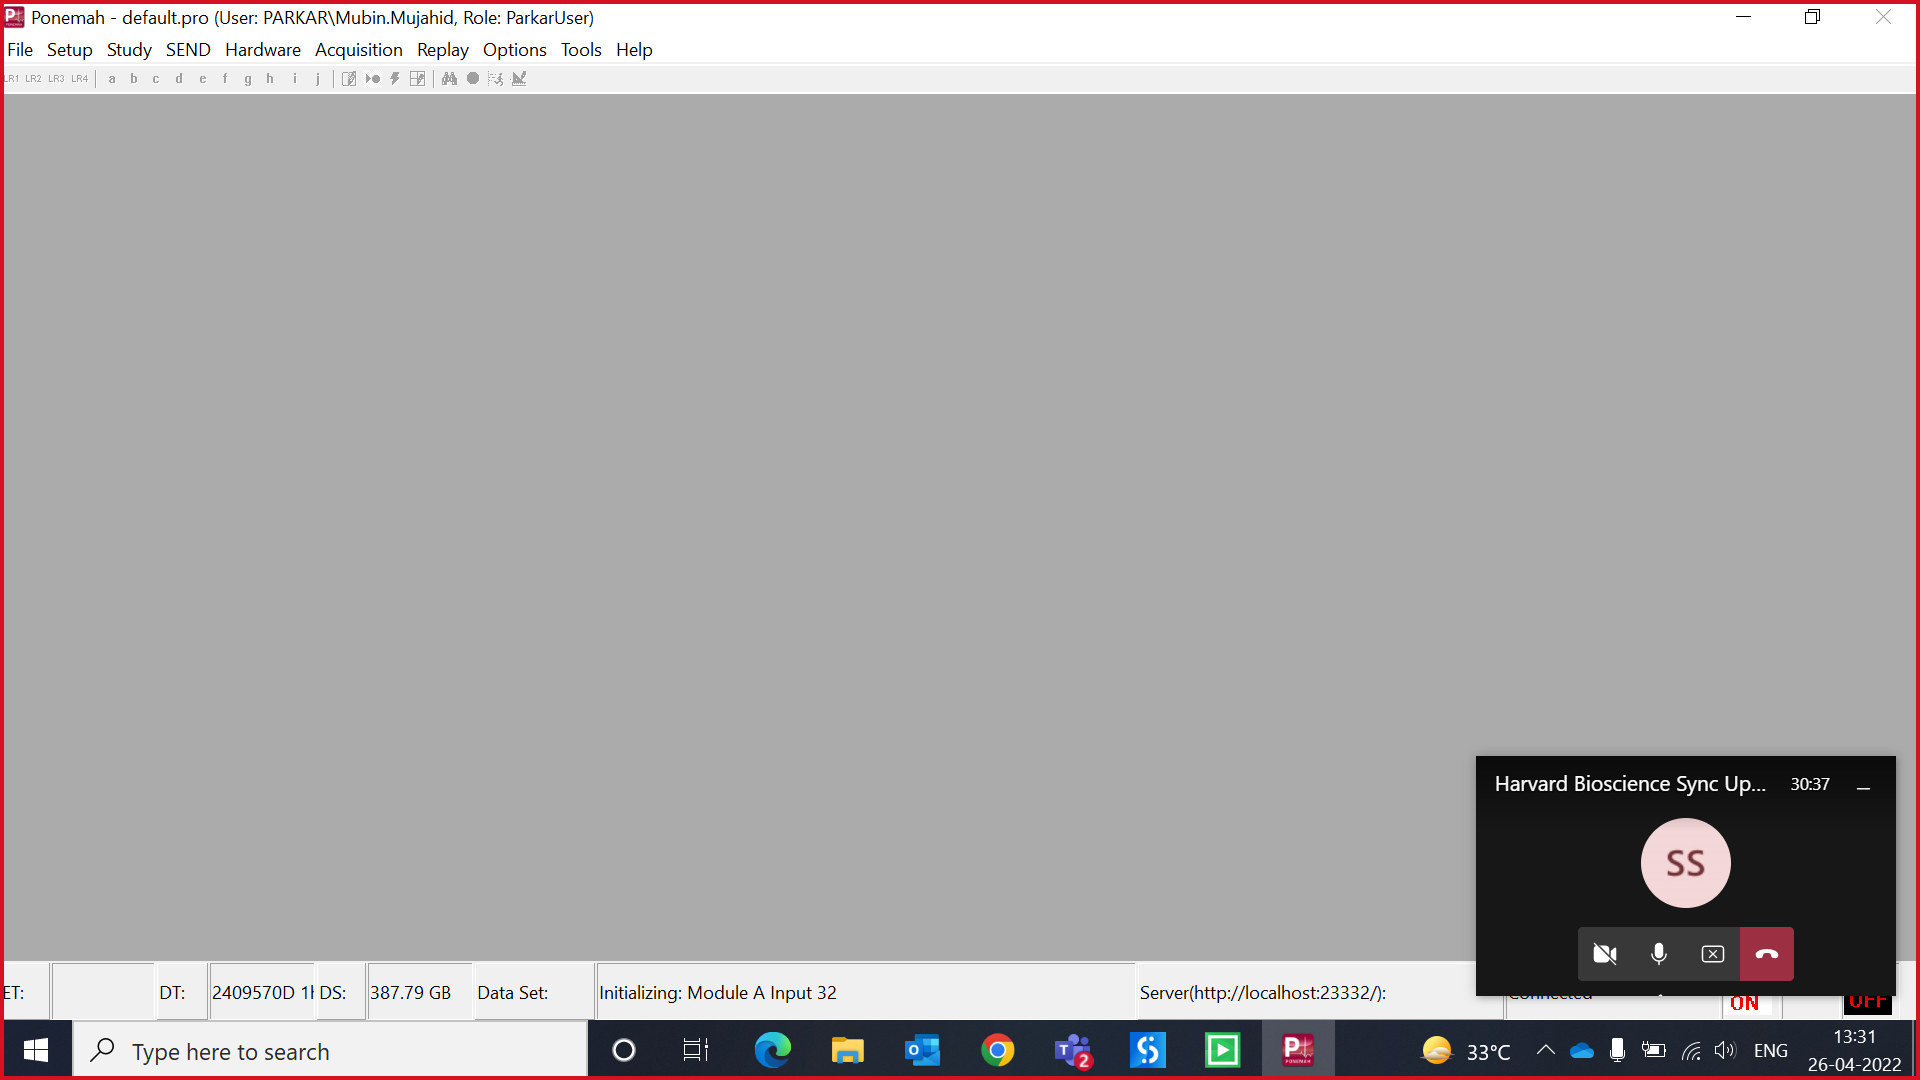 Ponemah - default.pro (User: PARKAR\Mubin.Mujahid, Role: ParkarUser)
File Setup Study SEND Hardware Acquisition Replay Options Tools Help
LR1 LR2 LR3 LR4 a b c d e f g h i j
Harvard Bioscience Sync Up... 30:37
SS
ET:
DT: 2409570D 1h DS: 387.79 GB Data Set: Initializing: Module A Input 32 Server(http://localhost:23332/): Connected ON OFF
Type here to search
2
PONEMAH
33°C
ENG
13:31
26-04-2022